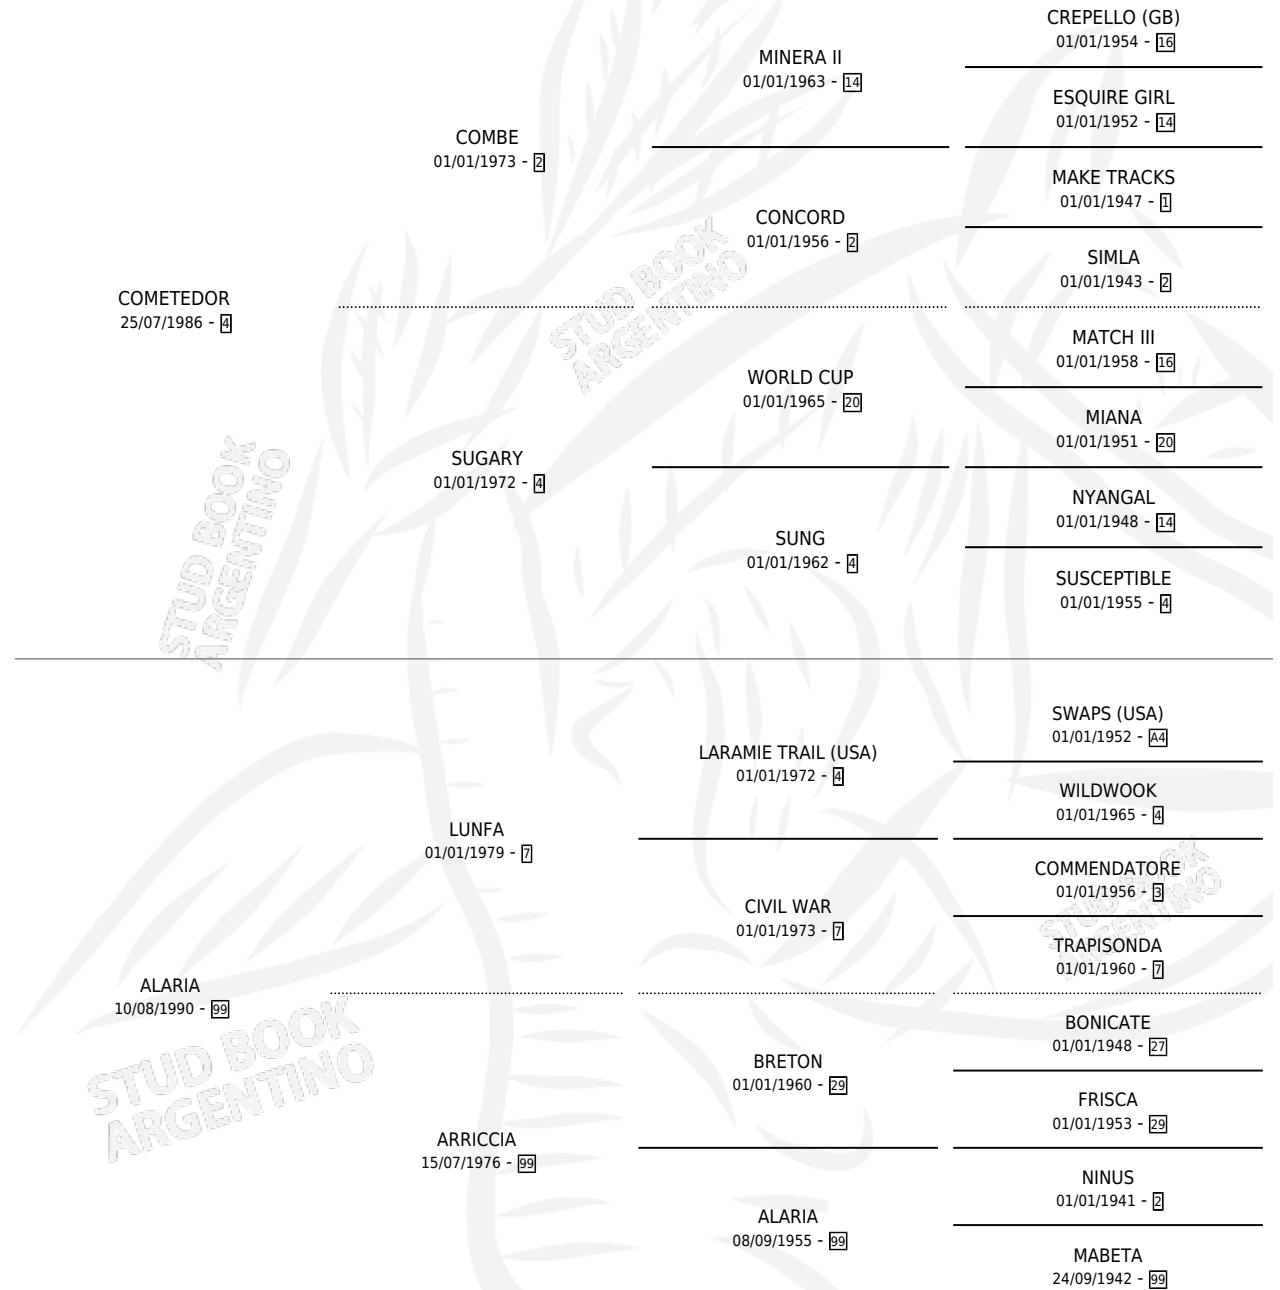 CREPELLO (GB)
01/01/1954 - 16
MINERA II
01/01/1963 - 14
ESQUIRE GIRL
01/01/1952 - 14
COMBE
01/01/1973 - 2
MAKE TRACKS
01/01/1947 - 1
CONCORD
01/01/1956 - 2
SIMLA
01/01/1943 - 2
COMETEDOR
25/07/1986 - 4
MATCH III
01/01/1958 - 16
WORLD CUP
01/01/1965 - 20
MIANA
01/01/1951 - 20
SUGARY
01/01/1972 - 4
NYANGAL
01/01/1948 - 14
SUNG
01/01/1962 - 4
SUSCEPTIBLE
01/01/1955 - 4
STUD BOOK
ARGENTINO
STUD BOOK
ARGENTINO
SWAPS (USA)
01/01/1952 - A4
LARAMIE TRAIL (USA)
01/01/1972 - 4
WILDWOOK
01/01/1965 - 4
LUNFA
01/01/1979 - 7
COMMENDATORE
01/01/1956 - 3
CIVIL WAR
01/01/1973 - 7
TRAPISONDA
01/01/1960 - 7
ALARIA
10/08/1990 - 99
BONICATE
01/01/1948 - 27
BRETON
01/01/1960 - 29
FRISCA
01/01/1953 - 29
ARRICCIA
15/07/1976 - 99
NINUS
01/01/1941 - 2
ALARIA
08/09/1955 - 99
MABETA
24/09/1942 - 99
STUD BOOK
ARGENTINO
STUD BOOK
ARGENTINO